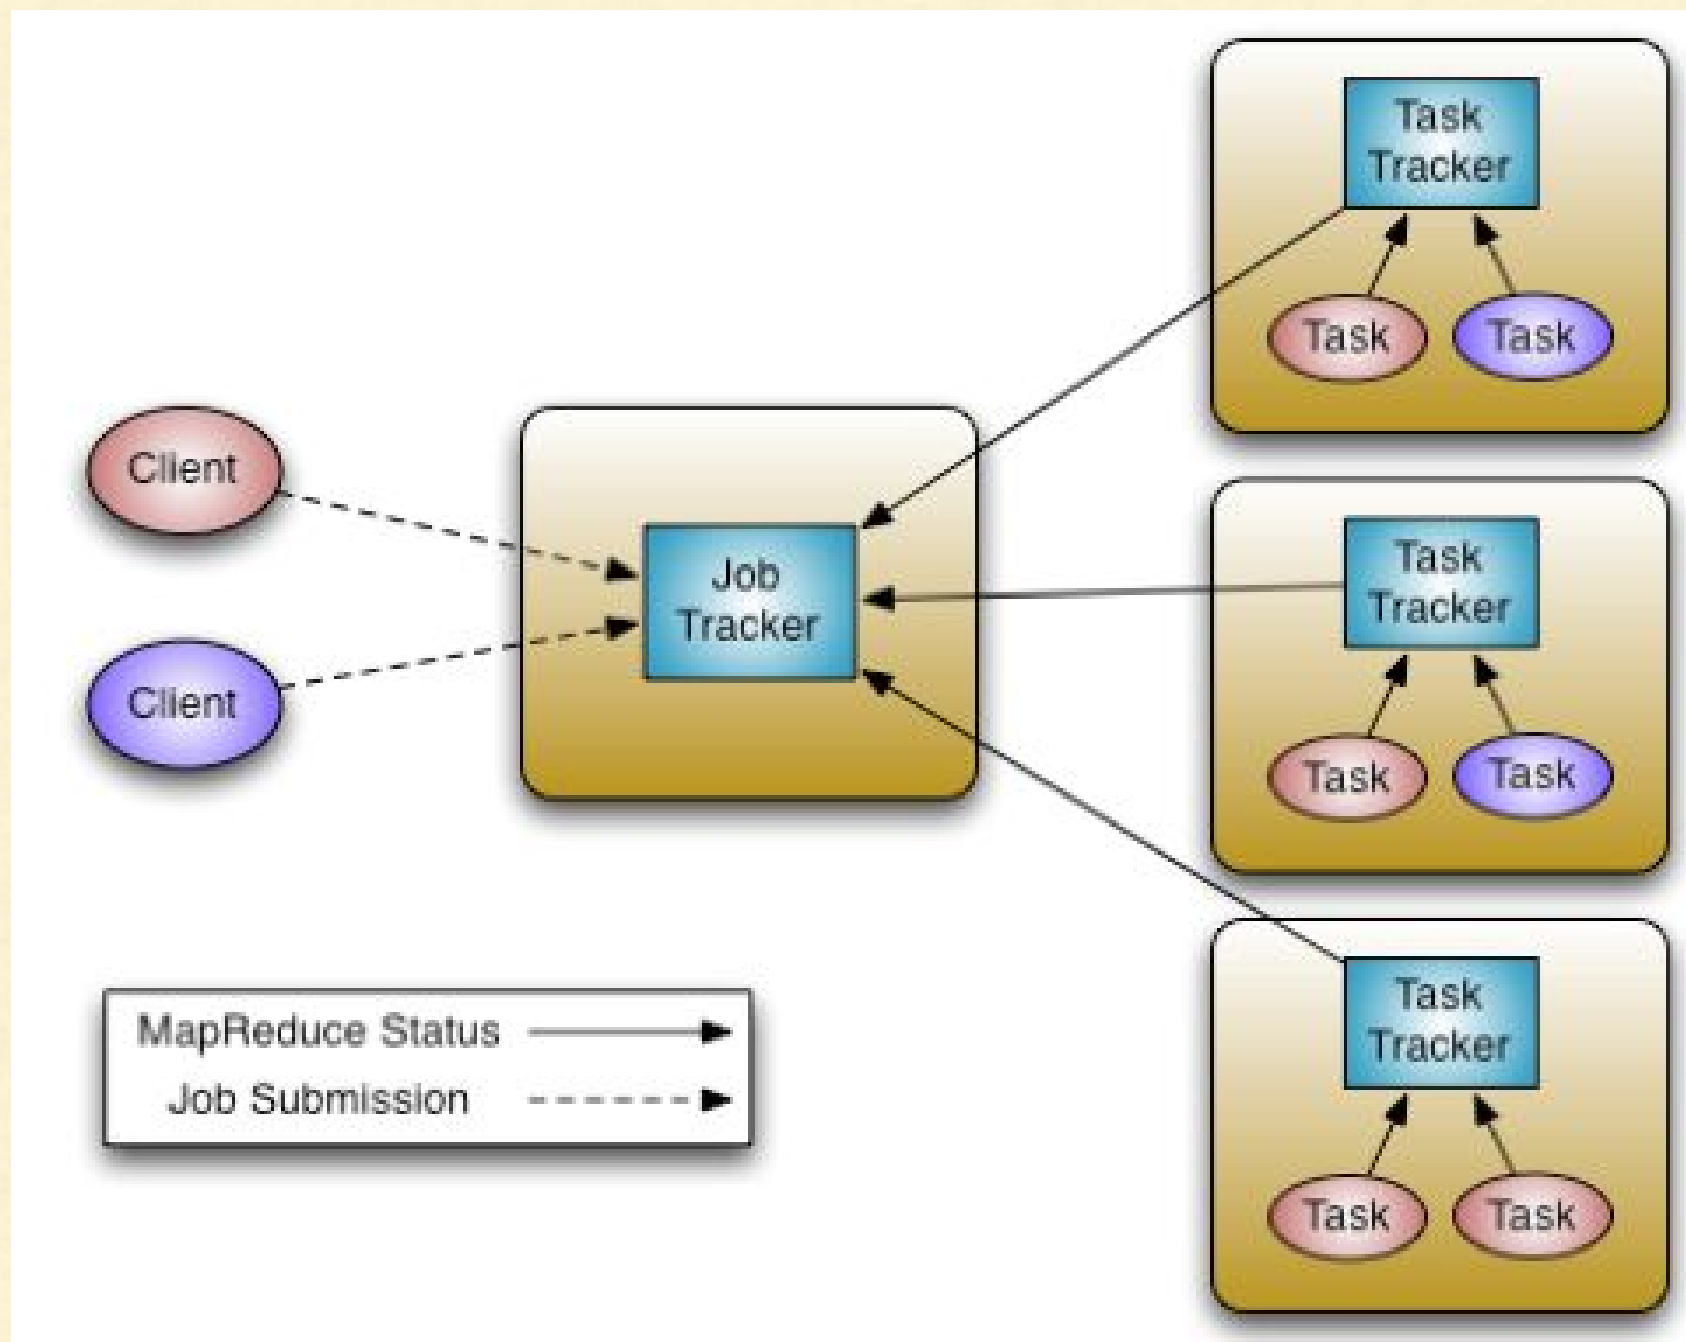 Task
Tracker
Task
Task
Client
Client
Job
Tracker
Task
Tracker
Task
Task
Task
Tracker
Task
Task
MapReduce Status
Job Submission